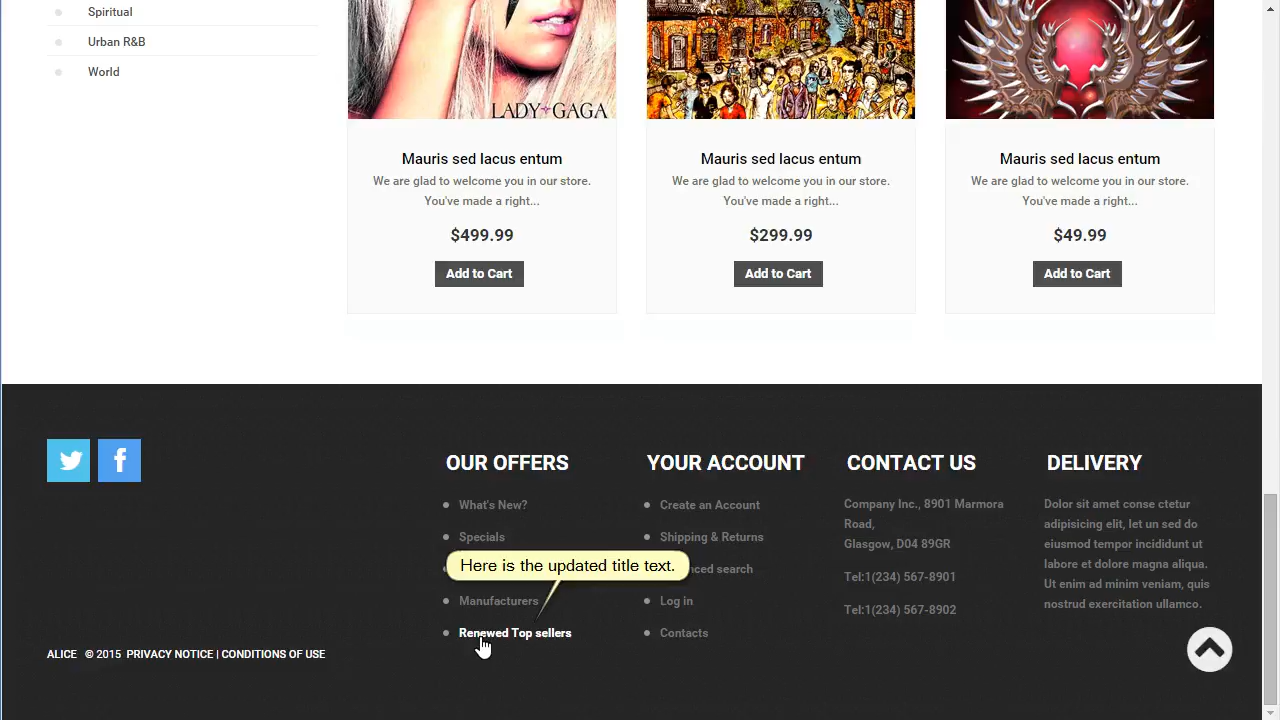 Spiritual
Urban R&B
World
LADY GAGA
Mauris sed lacus entum
We are glad to welcome you in our store.
You've made a right...
$499.99
Add to Cart
Mauris sed lacus entum
We are glad to welcome you in our store.
You've made a right...
$299.99
Add to Cart
Mauris sed lacus entum
We are glad to welcome you in our store.
You've made a right...
$49.99
Add to Cart
OUR OFFERS
What's New?
Specials
Here is the updated title text.
Manufacturers
Renewed Top sellers
YOUR ACCOUNT
Create an Account
Shipping & Returns
nced search
Log in
Contacts
CONTACT US
Company Inc., 8901 Marmora
Road,
Glasgow, D04 89GR
Tel:1(234) 567-8901
Tel:1(234) 567-8902
DELIVERY
Dolor sit amet conse ctetur
adipisicing elit, let un sed do
eiusmod tempor incididunt ut
labore et dolore magna aliqua.
Ut enim ad minim veniam, quis
nostrud exercitation ullamco.
ALICE © 2015 PRIVACY NOTICE | CONDITIONS OF USE